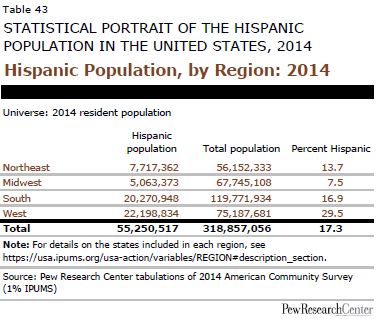 Table 43
STATISTICAL PORTRAIT OF THE HISPANIC
POPULATION IN THE UNITED STATES, 2014
Hispanic Population, by Region: 2014
Universe: 2014 resident population
Hispanic population Total population Percent Hispanic
Northeast 7,717,362 56,152,333 13.7
Midwest 5,063,373 67,745,108 7.5
South 20,270,948 119,771,934 16.9
West 22,198,834 75,187,681 29.5
Total 55,250,517 318,857,056 17.3
Note: For details on the states included in each region, see
https://usa.ipums.org/usa-action/variables/REGION#description_section.
Source: Pew Research Center tabulations of 2014 American Community Survey
(1% IPUMS)
PewResearchCenter